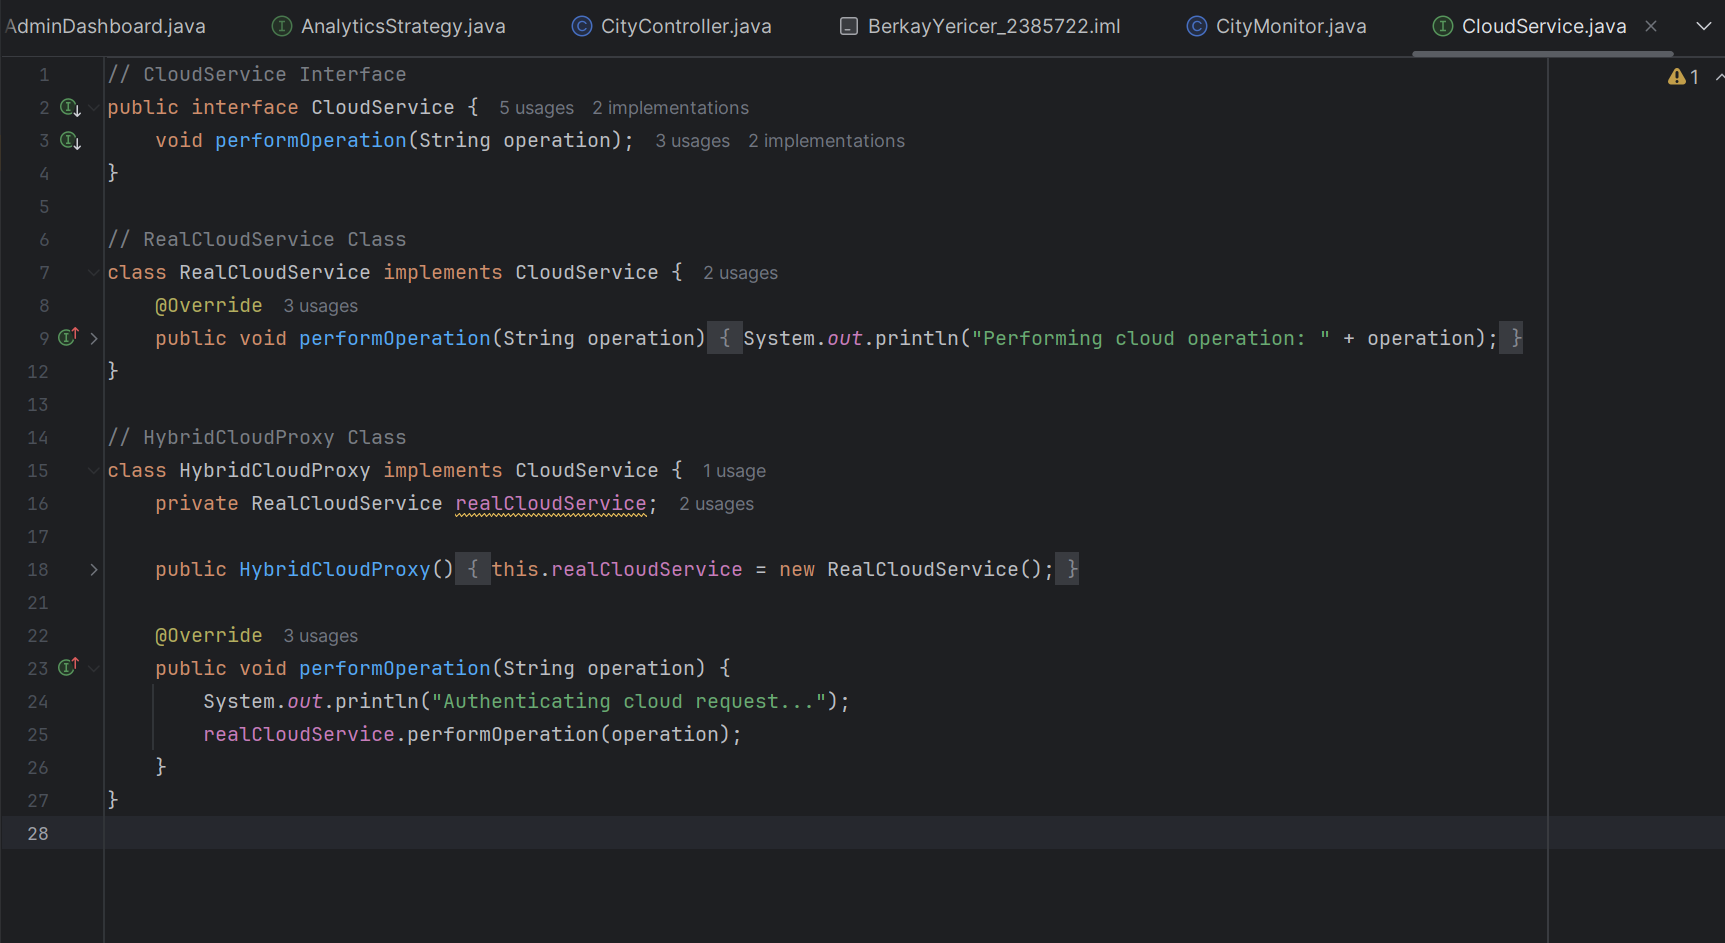 AdminDashboard.java AnalyticsStrategy.java CityController.java BerkayYericer_2385722.iml CityMonitor.java CloudService.java
1 // CloudService Interface
1
2 public interface CloudService { 5 usages 2 implementations
3 void performOperation(String operation); 3 usages 2 implementations
4 }
5
6 // RealCloudService Class
7 class RealCloudService implements CloudService { 2 usages
8 @Override 3 usages
9 public void performOperation(String operation) { System.out.println("Performing cloud operation: " + operation); }
12 }
13
14 // HybridCloudProxy Class
15 class HybridCloudProxy implements CloudService { 1 usage
16 private RealCloudService realCloudService; 2 usages
17
18 public HybridCloudProxy() { this.realCloudService = new RealCloudService(); }
21
22 @Override 3 usages
23 public void performOperation(String operation) {
24 System.out.println("Authenticating cloud request...");
25 realCloudService.performOperation(operation);
26 }
27 }
28